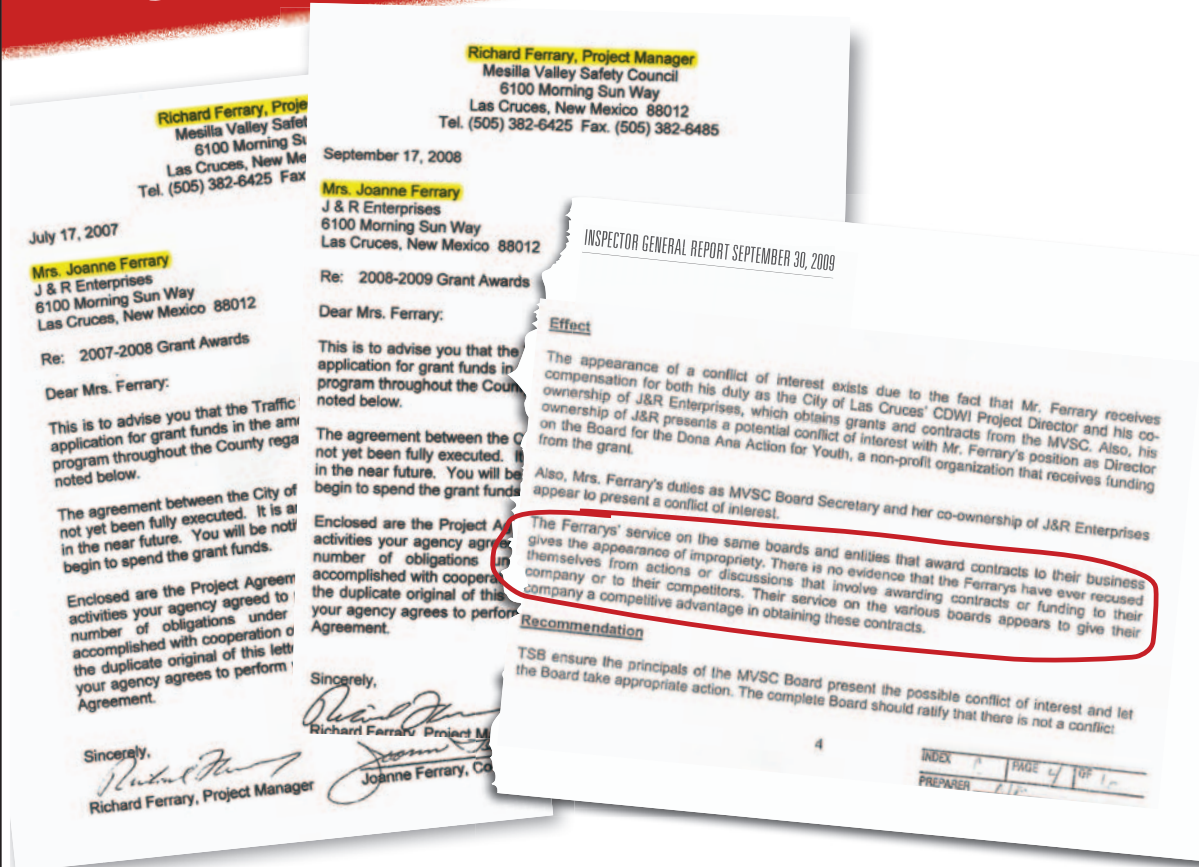 Richard Ferrary, Proje
Mesilla Valley Safet
6100 Morning Su
Las Cruces, New Me
Tel. (505) 382-6425 Fax
July 17, 2007
Mrs. Joanne Ferrary
J & R Enterprises
6100 Morning Sun Way
Las Cruces, New Mexico 88012
Re: 2007-2008 Grant Awards
Dear Mrs. Ferrary:
This is to advise you that the Traffic
application for grant funds in the am
program throughout the County rega
noted below.
The agreement between the City of
not yet been fully executed. It is an
in the near future. You will be noti
begin to spend the grant funds.
Enclosed are the Project Agreem
activities your agency agreed to
number of obligations under
accomplished with cooperation o
the duplicate original of this lette
your agency agrees to perform
Agreement.
Sincerely,
Richard Ferrary, Project Manager
Richard Ferrary, Project Manager
Mesilla Valley Safety Council
6100 Morning Sun Way
Las Cruces, New Mexico 88012
Tel. (505) 382-6425 Fax. (505) 382-6485
September 17, 2008
Mrs. Joanne Ferrary
J & R Enterprises
6100 Morning Sun Way
Las Cruces, New Mexico 88012
Re: 2008-2009 Grant Awards
Dear Mrs. Ferrary:
This is to advise you that the
application for grant funds in
program throughout the Coun
noted below.
The agreement between the C
not yet been fully executed. I
in the near future. You will be
begin to spend the grant funds
Enclosed are the Project A
activities your agency agree
number of obligations un
accomplished with coopera
the duplicate original of this
your agency agrees to perfor
Agreement.
Sincerely,
Richard Ferrary, Project M
Joanne Ferrary, Co
INSPECTOR GENERAL REPORT SEPTEMBER 30, 2009
Effect
The appearance of a conflict of interest exists due to the fact that Mr. Ferrary receives
compensation for both his duty as the City of Las Cruces' CDWI Project Director and his co-
ownership of J&R Enterprises, which obtains grants and contracts from the MVSC. Also, his
ownership of J&R presents a potential conflict of interest with Mr. Ferrary's position as Director
on the Board for the Dona Ana Action for Youth, a non-profit organization that receives funding
from the grant.
Also, Mrs. Ferrary's duties as MVSC Board Secretary and her co-ownership of J&R Enterprises
appear to present a conflict of interest.
The Ferrarys' service on the same boards and entities that award contracts to their business
gives the appearance of impropriety. There is no evidence that the Ferrarys have ever recused
themselves from actions or discussions that involve awarding contracts or funding to their
company or to their competitors. Their service on the various boards appears to give their
company a competitive advantage in obtaining these contracts.
Recommendation
TSB ensure the principals of the MVSC Board present the possible conflict of interest and let
the Board take appropriate action. The complete Board should ratify that there is not a conflict
4
INDEX
PAGE 4 OF
PREPARER